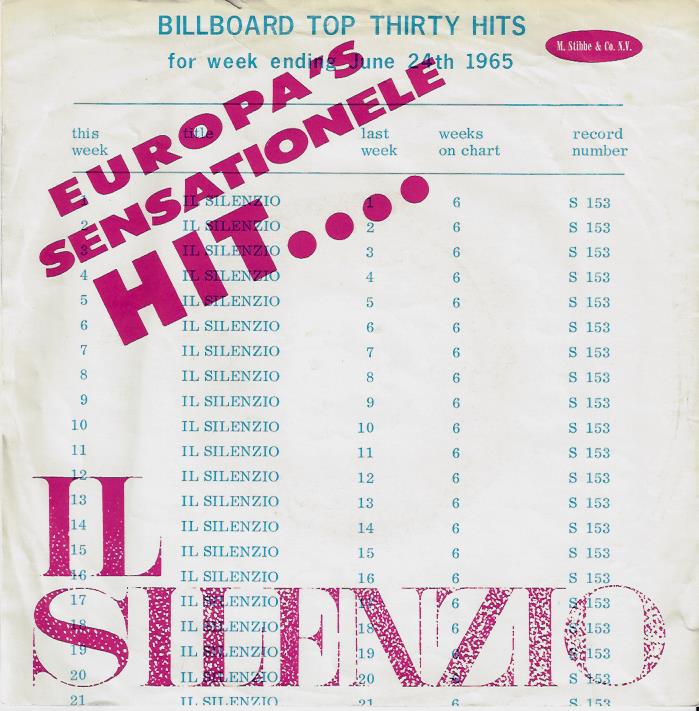 BILLBOARD TOP THIRTY HITS
for week ending June 24th 1965
M. Stibbe & Co. N.V.
EUROPA'S
SENSATIONELE
HIT....
this week title last week weeks on chart record number
1 IL SILENZIO 1 6 S 153
2 IL SILENZIO 2 6 S 153
3 IL SILENZIO 3 6 S 153
4 IL SILENZIO 4 6 S 153
5 IL SILENZIO 5 6 S 153
6 IL SILENZIO 6 6 S 153
7 IL SILENZIO 7 6 S 153
8 IL SILENZIO 8 6 S 153
9 IL SILENZIO 9 6 S 153
10 IL SILENZIO 10 6 S 153
11 IL SILENZIO 11 6 S 153
12 IL SILENZIO 12 6 S 153
13 IL SILENZIO 13 6 S 153
14 IL SILENZIO 14 6 S 153
15 IL SILENZIO 15 6 S 153
16 IL SILENZIO 16 6 S 153
17 IL SILENZIO 17 6 S 153
18 IL SILENZIO 18 6 S 153
19 IL SILENZIO 19 6 S 153
20 IL SILENZIO 20 6 S 153
21 IL SILENZIO 21 6 S 153
IL
SILENZIO